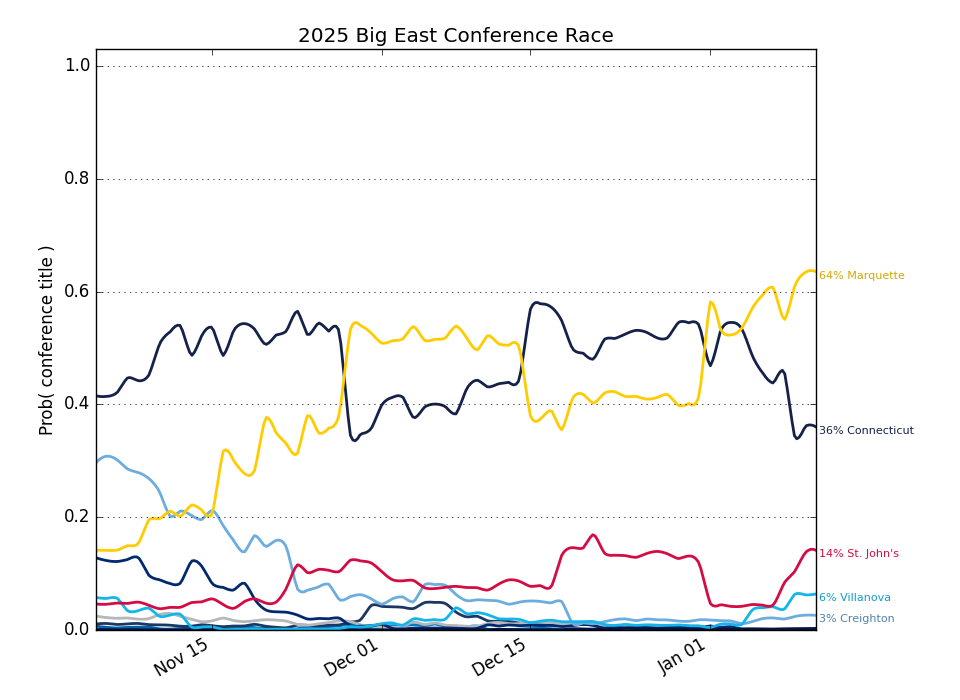 2025 Big East Conference Race
Prob( conference title )
1.0
0.8
0.6
0.4
0.2
0.0
Nov 15
Dec 01
Dec 15
Jan 01
64% Marquette
36% Connecticut
14% St. John's
6% Villanova
3% Creighton